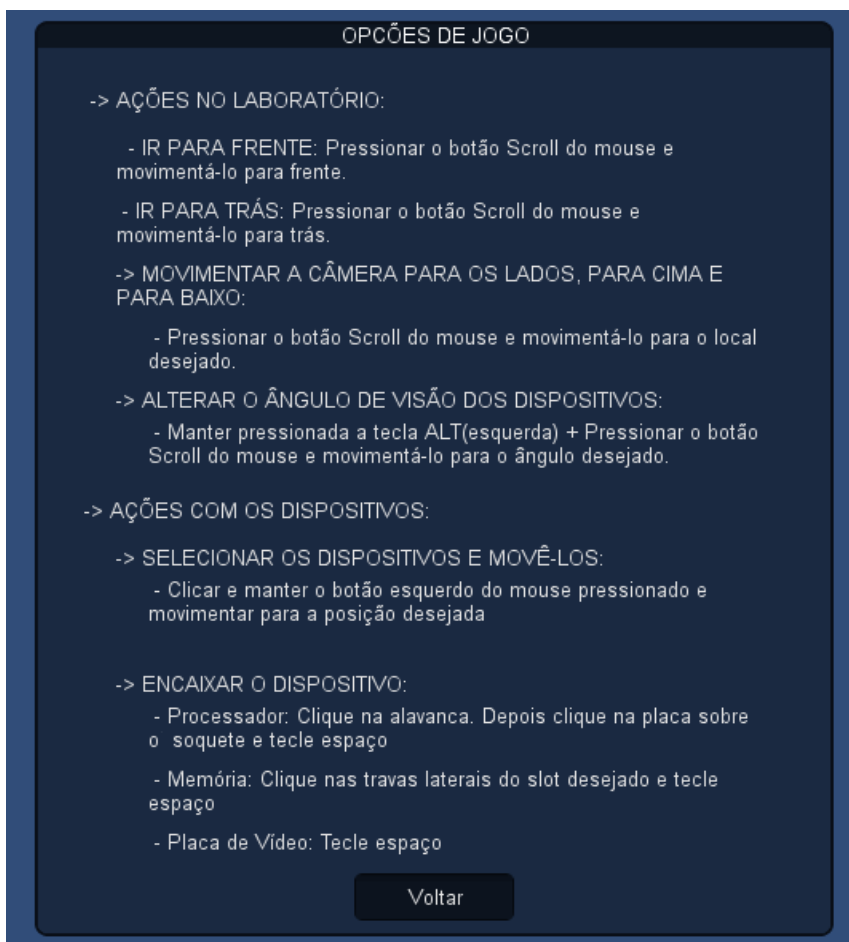 OPCÕES DE JOGO
-> AÇÕES NO LABORATÓRIO:
- IR PARA FRENTE: Pressionar o botão Scroll do mouse e
movimentá-lo para frente.
- IR PARA TRÁS: Pressionar o botão Scroll do mouse e
movimentá-lo para trás.
-> MOVIMENTAR A CÂMERA PARA OS LADOS, PARA CIMA E
PARA BAIXO:
- Pressionar o botão Scroll do mouse e movimentá-lo para o local
desejado.
-> ALTERAR O ÂNGULO DE VISÃO DOS DISPOSITIVOS:
- Manter pressionada a tecla ALT(esquerda) + Pressionar o botão
Scroll do mouse e movimentá-lo para o ângulo desejado.
-> AÇÕES COM OS DISPOSITIVOS:
-> SELECIONAR OS DISPOSITIVOS E MOVÊ-LOS:
- Clicar e manter o botão esquerdo do mouse pressionado e
movimentar para a posição desejada
-> ENCAIXAR O DISPOSITIVO:
- Processador: Clique na alavanca. Depois clique na placa sobre
o soquete e tecle espaço
- Memória: Clique nas travas laterais do slot desejado e tecle
espaço
- Placa de Vídeo: Tecle espaço
Voltar